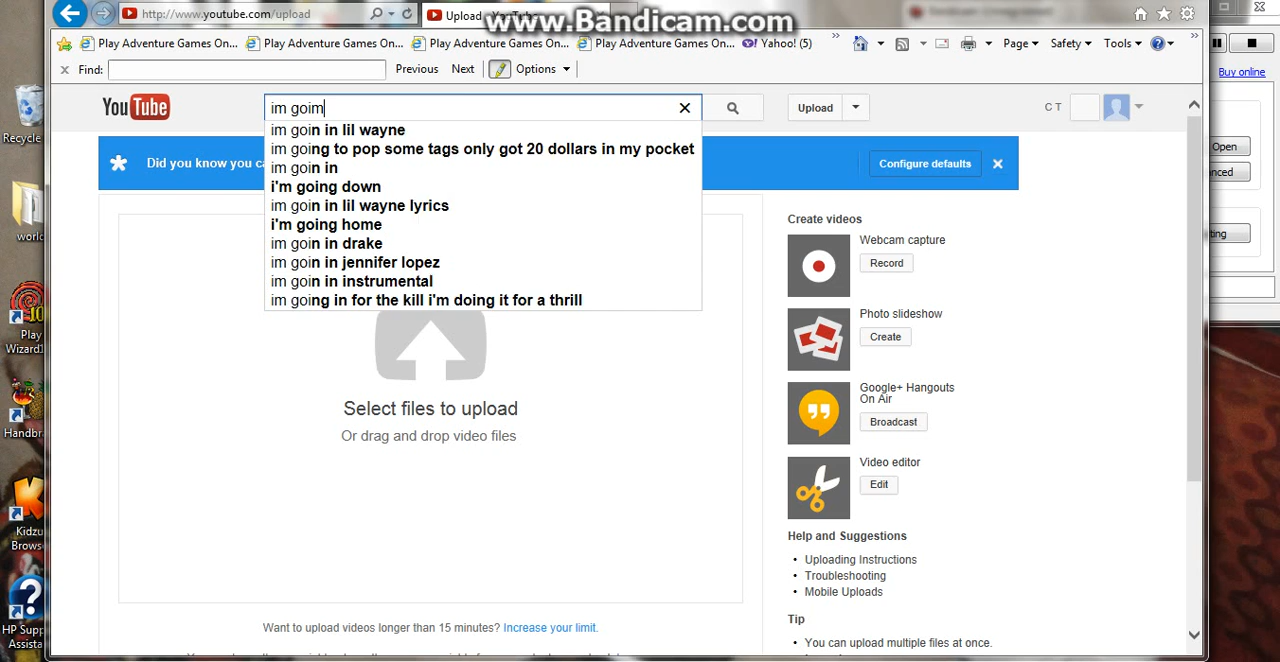 http://www.youtube.com/upload
Upload - YouTube
www.Bandicam.com
Play Adventure Games On...
Play Adventure Games On...
Play Adventure Games On...
Play Adventure Games On...
Yahoo! (5)
»
Page
Safety
Tools
»
x Find:
Previous
Next
Options
Buy online
YouTube
im goim
Upload
C T
im goin in lil wayne
im going to pop some tags only got 20 dollars in my pocket
im goin in
i'm going down
im goin in lil wayne lyrics
i'm going home
im goin in drake
im goin in jennifer lopez
im goin in instrumental
im going in for the kill i'm doing it for a thrill
Did you know you ca
Configure defaults
Select files to upload
Or drag and drop video files
Want to upload videos longer than 15 minutes? Increase your limit.
Create videos
Webcam capture
Record
Photo slideshow
Create
Google+ Hangouts
On Air
Broadcast
Video editor
Edit
Help and Suggestions
• Uploading Instructions
• Troubleshooting
• Mobile Uploads
Tip
• You can upload multiple files at once.
Open
nced
ting
Recycle
world
Play
Wizard1
Handbr
Kidzu
Brows
HP Supp
Assista